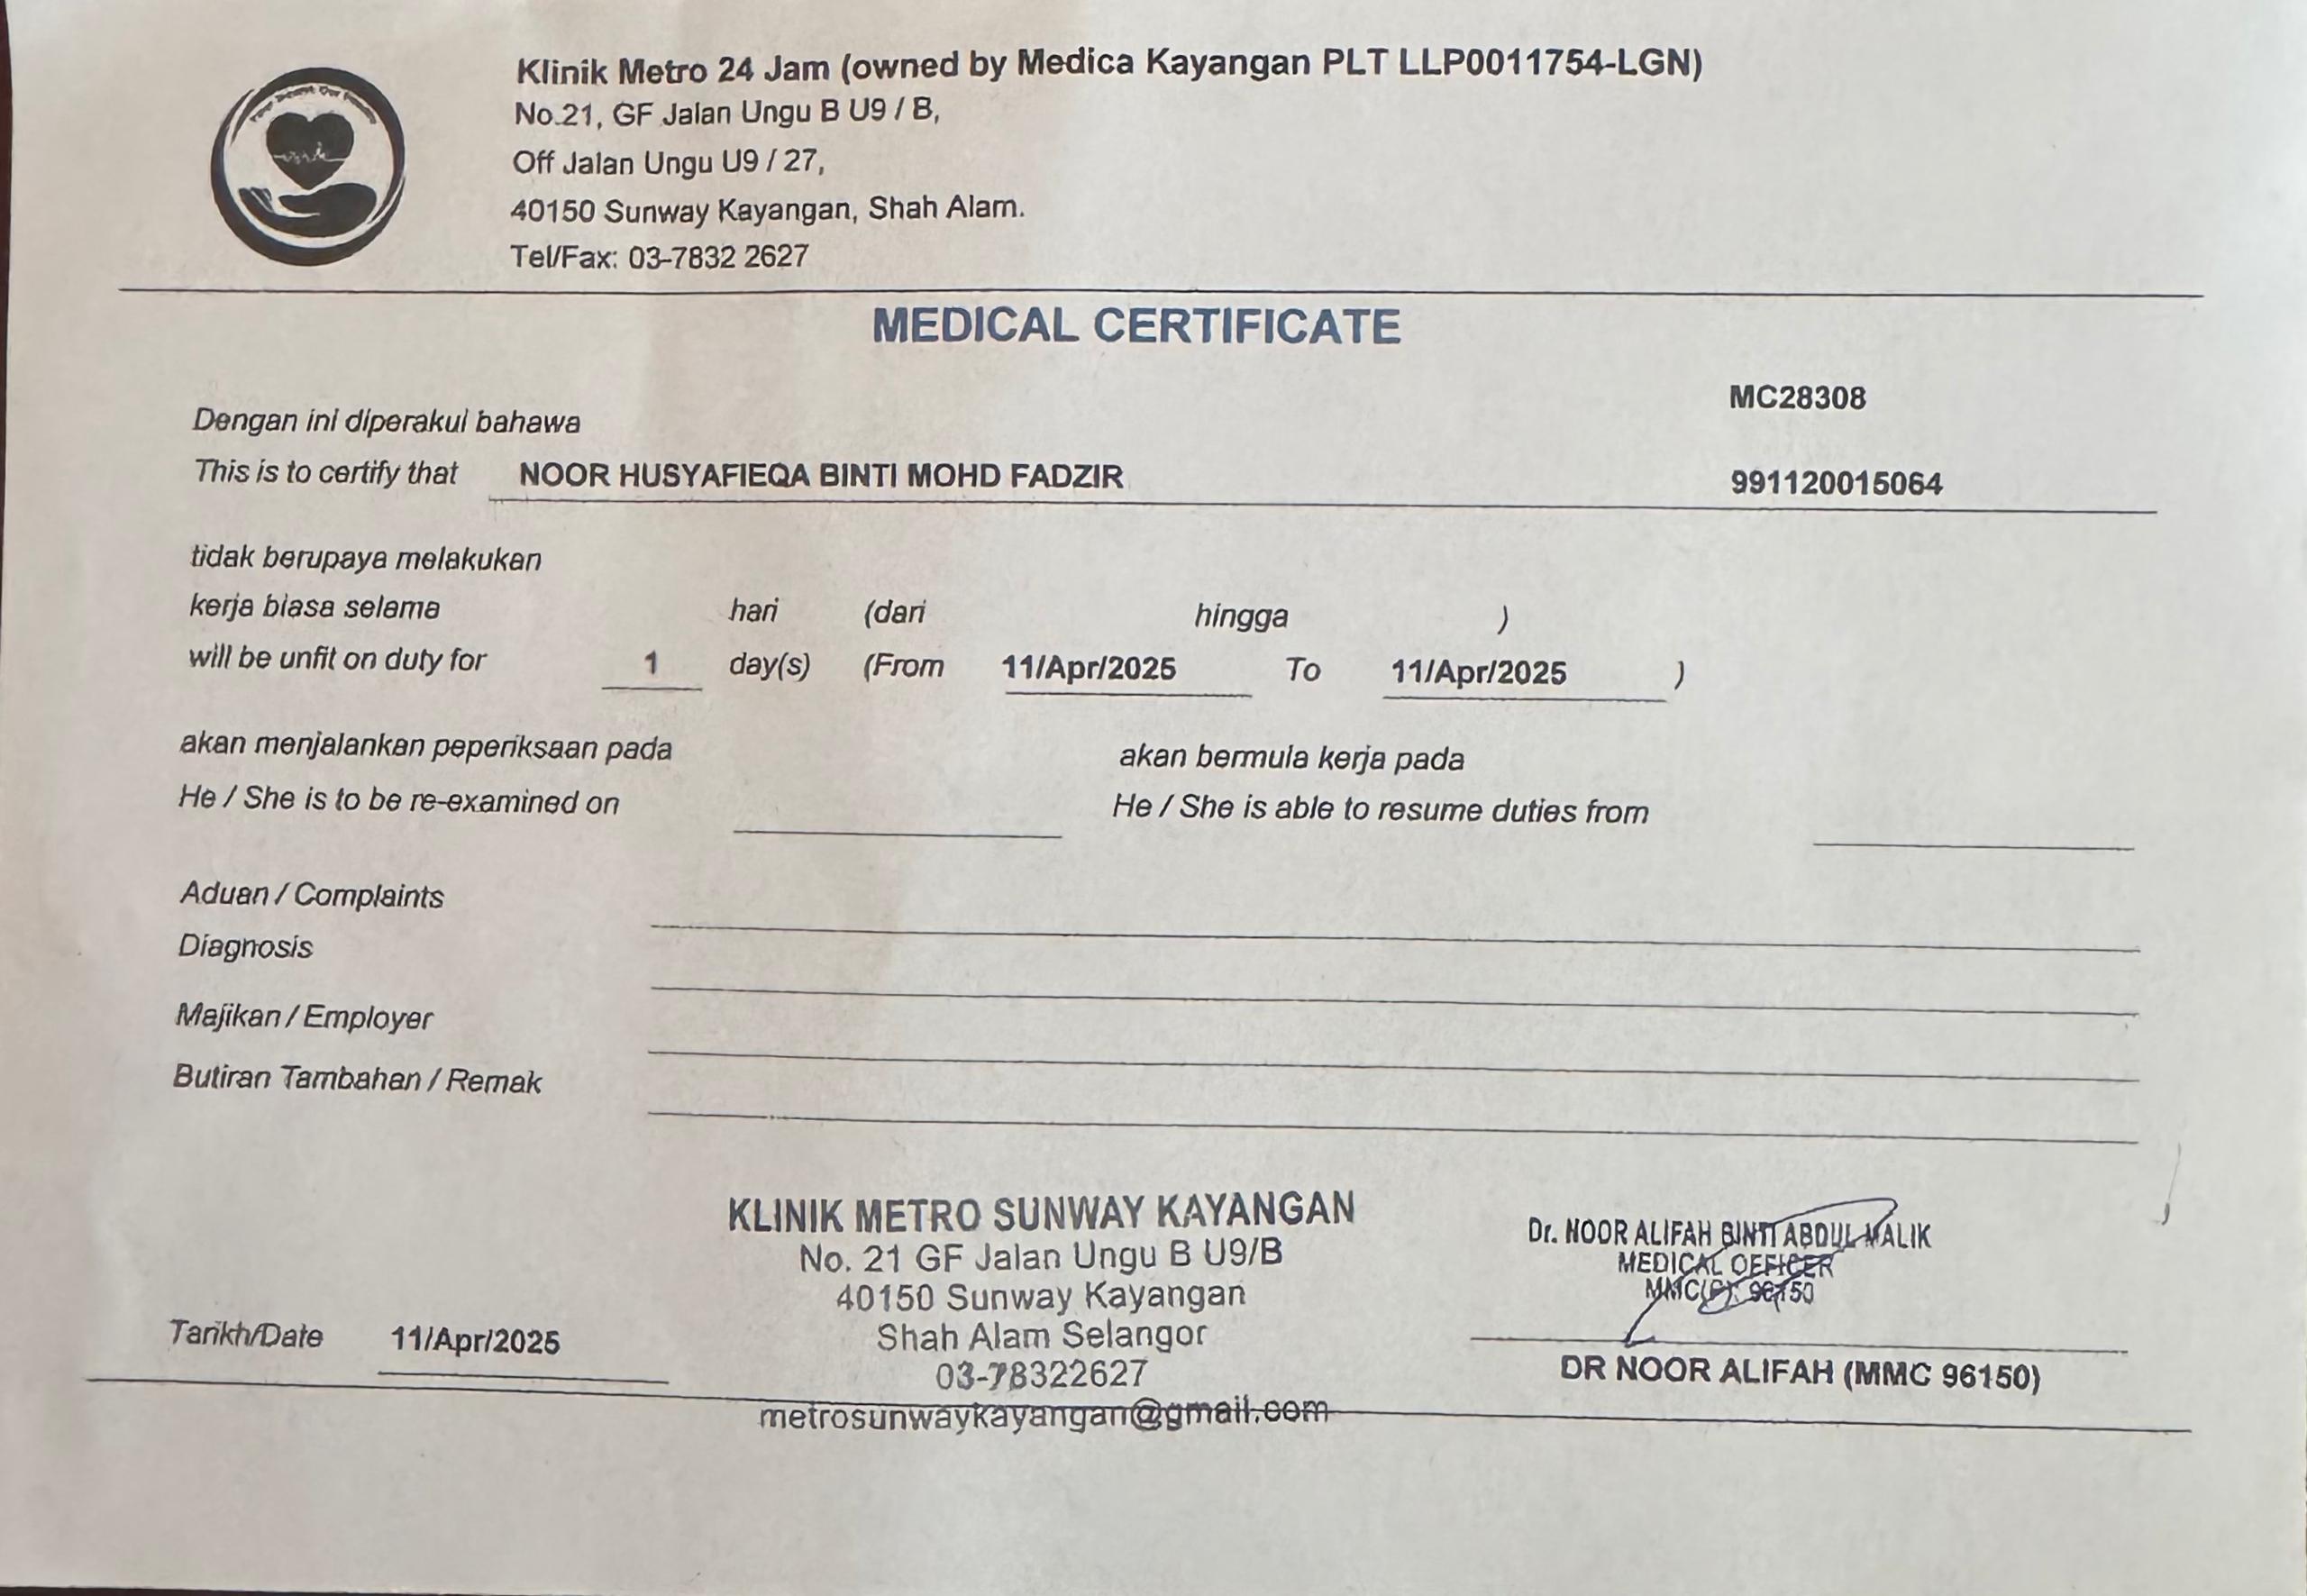 Klinik Metro 24 Jam (owned by Medica Kayangan PLT LLP0011754-LGN)
No.21, GF Jalan Ungu B U9 / B,
Off Jalan Ungu U9 / 27,
40150 Sunway Kayangan, Shah Alam.
Tel/Fax: 03-7832 2627
MEDICAL CERTIFICATE
MC28308
Dengan ini diperakui bahawa
This is to certify that NOOR HUSYAFIEQA BINTI MOHD FADZIR 991120015064
tidak berupaya melakukan
kerja biasa selama hari (dari hingga )
will be unfit on duty for 1 day(s) (From 11/Apr/2025 To 11/Apr/2025 )
akan menjalankan peperiksaan pada akan bermula kerja pada
He / She is to be re-examined on He / She is able to resume duties from
Aduan / Complaints
Diagnosis
Majikan / Employer
Butiran Tambahan / Remak
KLINIK METRO SUNWAY KAYANGAN
No. 21 GF Jalan Ungu B U9/B
40150 Sunway Kayangan
Shah Alam Selangor
03-78322627
metrosunwaykayangan@gmail.com
Dr. NOOR ALIFAH BINTI ABDUL MALIK
MEDICAL OFFICER
96150
Tarikh/Date 11/Apr/2025
DR NOOR ALIFAH (MMC 96150)